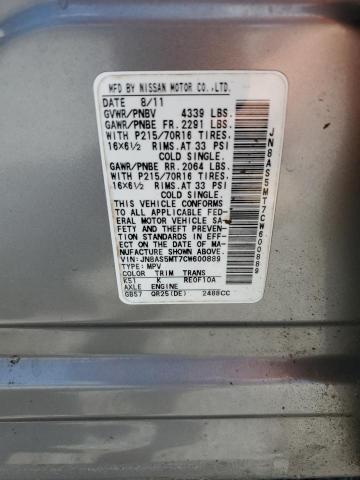 MFD BY NISSAN MOTOR CO.,LTD.
DATE 8/11
GVWR/PNBV 4339 LBS.
GAWR/PNBE FR. 2291 LBS.
WITH P215/70R16 TIRES.
16X6½ RIMS.AT 33 PSI
COLD SINGLE.
GAWR/PNBE RR. 2064 LBS.
WITH P215/70R16 TIRES.
16X6½ RIMS.AT 33 PSI
COLD SINGLE.
THIS VEHICLE CONFORMS
TO ALL APPLICABLE FED-
ERAL MOTOR VEHICLE SA-
FETY AND THEFT PREVEN-
TION STANDARDS IN EFFE-
CT ON THE DATE OF MANU-
FACTURE SHOWN ABOVE.
VIN: JN8AS5MT7CW600889
TYPE: MPV
COLOR TRIM TRANS
K51 K RE0F10A
AXLE ENGINE
GB57 QR25(DE) 2488CC
JN8AS5MT7CW600889